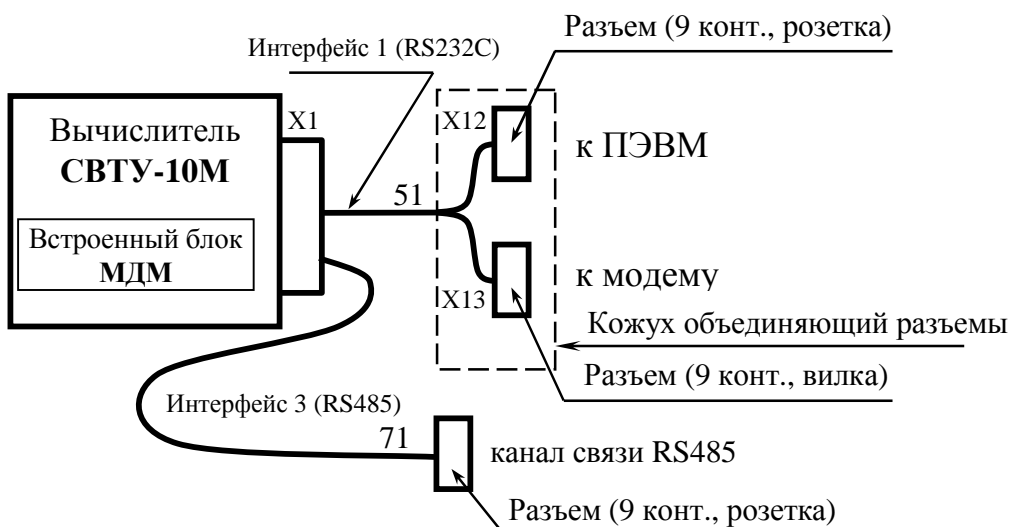 Разъем (9 конт., розетка)
Интерфейс 1 (RS232C)
Вычислитель
СВТУ-10М
X1
X12
к ПЭВМ
51
Встроенный блок
МДМ
к модему
X13
Кожух объединяющий разъемы
Разъем (9 конт., вилка)
Интерфейс 3 (RS485)
71
канал связи RS485
Разъем (9 конт., розетка)